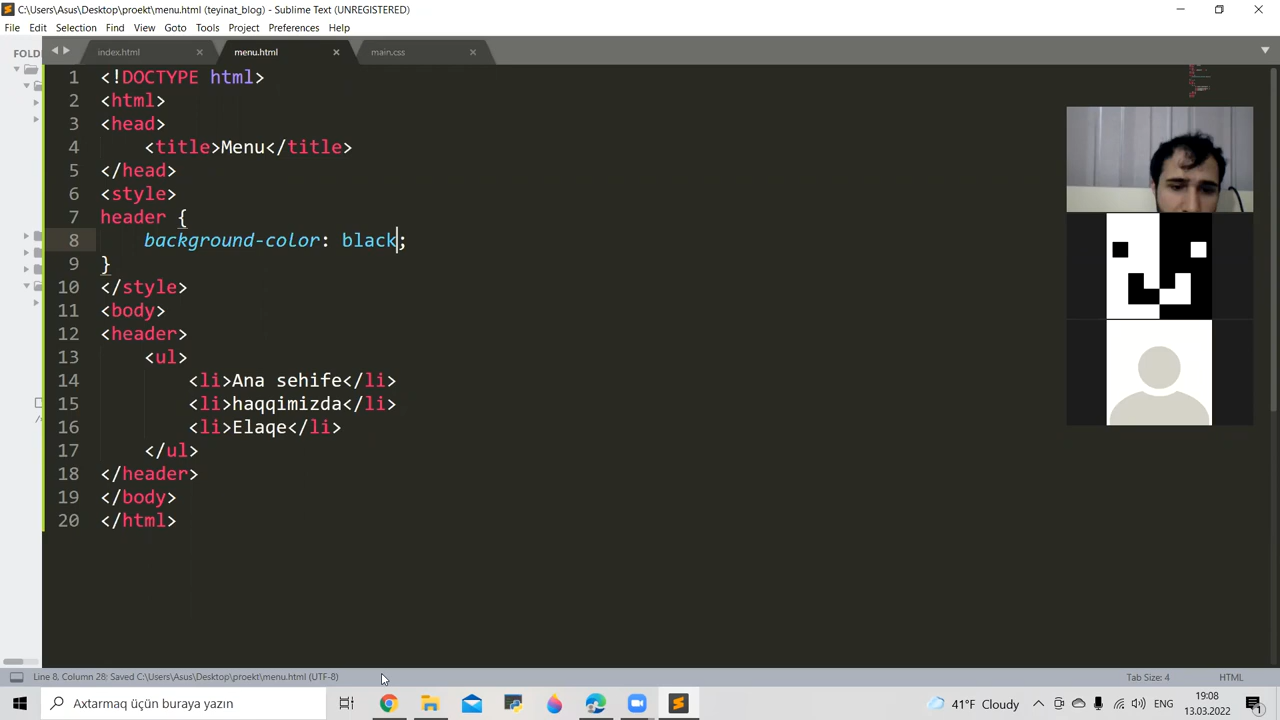 C:\Users\Asus\Desktop\proekt\menu.html (teyinat_blog) - Sublime Text (UNREGISTERED)
File Edit Selection Find View Goto Tools Project Preferences Help
FOLD
index.html
menu.html
main.css
1 <!DOCTYPE html>
2 <html>
3 <head>
4 <title>Menu</title>
5 </head>
6 <style>
7 header {
8 background-color: black;
9 }
10 </style>
11 <body>
12 <header>
13 <ul>
14 <li>Ana sehife</li>
15 <li>haqqimizda</li>
16 <li>Elaqe</li>
17 </ul>
18 </header>
19 </body>
20 </html>
Line 8, Column 28; Saved C:\Users\Asus\Desktop\proekt\menu.html (UTF-8)
Tab Size: 4
HTML
Axtarmaq üçün buraya yazın
41°F Cloudy
ENG
19:08
13.03.2022
1